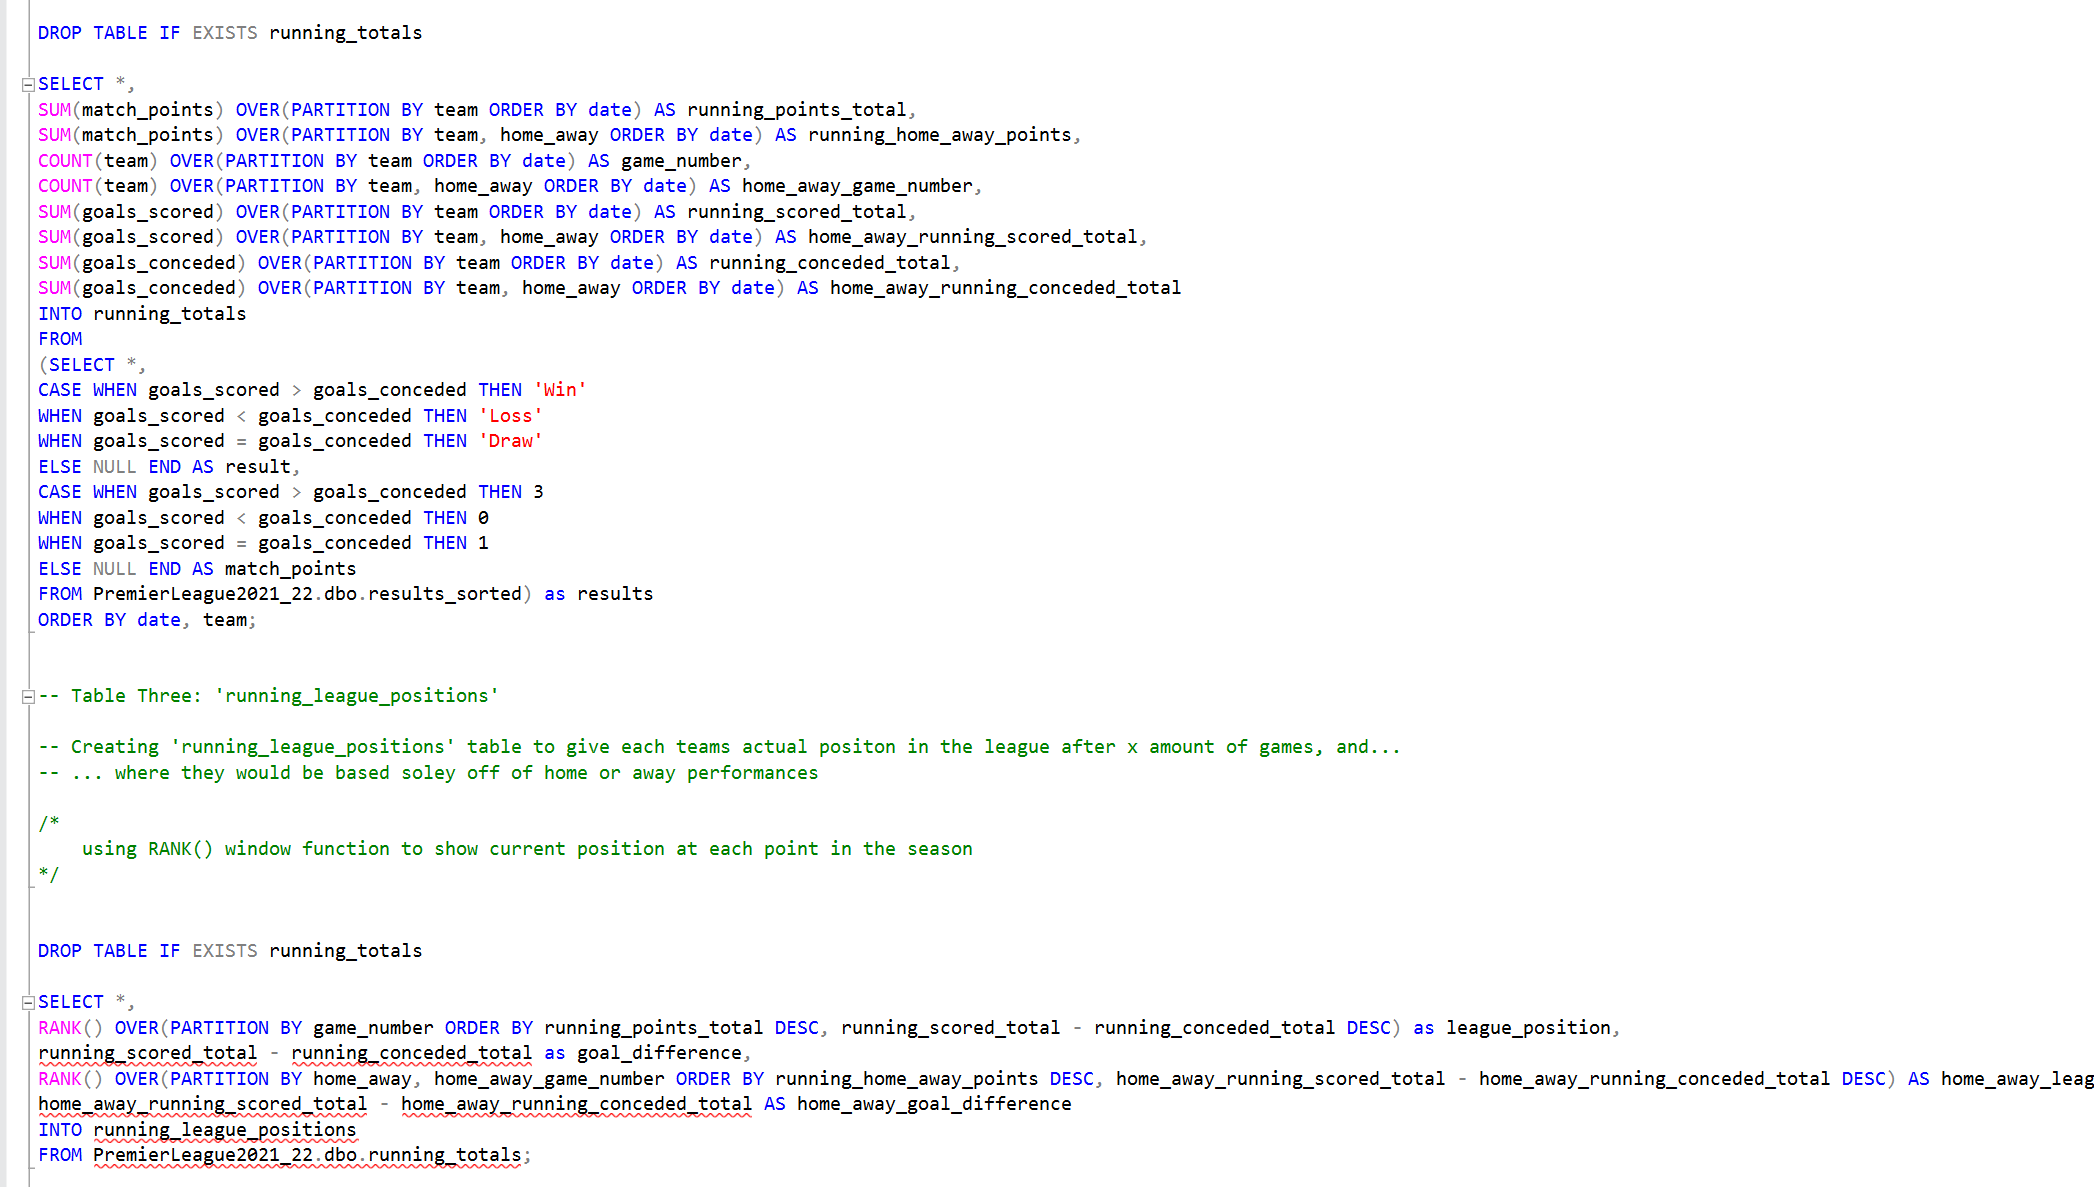 DROP TABLE IF EXISTS running_totals
SELECT *,
SUM(match_points) OVER(PARTITION BY team ORDER BY date) AS running_points_total,
SUM(match_points) OVER(PARTITION BY team, home_away ORDER BY date) AS running_home_away_points,
COUNT(team) OVER(PARTITION BY team ORDER BY date) AS game_number,
COUNT(team) OVER(PARTITION BY team, home_away ORDER BY date) AS home_away_game_number,
SUM(goals_scored) OVER(PARTITION BY team ORDER BY date) AS running_scored_total,
SUM(goals_scored) OVER(PARTITION BY team, home_away ORDER BY date) AS home_away_running_scored_total,
SUM(goals_conceded) OVER(PARTITION BY team ORDER BY date) AS running_conceded_total,
SUM(goals_conceded) OVER(PARTITION BY team, home_away ORDER BY date) AS home_away_running_conceded_total
INTO running_totals
FROM
(SELECT *,
CASE WHEN goals_scored > goals_conceded THEN 'Win'
WHEN goals_scored < goals_conceded THEN 'Loss'
WHEN goals_scored = goals_conceded THEN 'Draw'
ELSE NULL END AS result,
CASE WHEN goals_scored > goals_conceded THEN 3
WHEN goals_scored < goals_conceded THEN 0
WHEN goals_scored = goals_conceded THEN 1
ELSE NULL END AS match_points
FROM PremierLeague2021_22.dbo.results_sorted) as results
ORDER BY date, team;
-- Table Three: 'running_league_positions'
-- Creating 'running_league_positions' table to give each teams actual positon in the league after x amount of games, and...
-- ... where they would be based soley off of home or away performances
/*
using RANK() window function to show current position at each point in the season
*/
DROP TABLE IF EXISTS running_totals
SELECT *,
RANK() OVER(PARTITION BY game_number ORDER BY running_points_total DESC, running_scored_total - running_conceded_total DESC) as league_position,
running_scored_total - running_conceded_total as goal_difference,
RANK() OVER(PARTITION BY home_away, home_away_game_number ORDER BY running_home_away_points DESC, home_away_running_scored_total - home_away_running_conceded_total DESC) AS home_away_leag
home_away_running_scored_total - home_away_running_conceded_total AS home_away_goal_difference
INTO running_league_positions
FROM PremierLeague2021_22.dbo.running_totals;